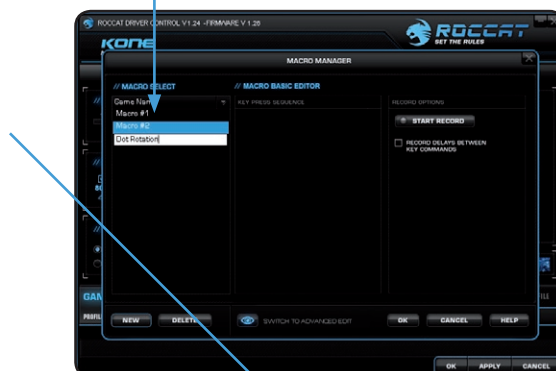 ROCCAT DRIVER CONTROL V1.24 -FIRMWARE V 1.28
KONE
ROCCAT
SET THE RULES
MACRO MANAGER
// MACRO SELECT
// MACRO BASIC EDITOR
Game Name
KEY PRESS SEQUENCE
RECORD OPTIONS
Macro #1
START RECORD
Macro #2
Dot Rotation
RECORD DELAYS BETWEEN
KEY COMMANDS
NEW
DELETE
SWITCH TO ADVANCED EDIT
OK
CANCEL
HELP
OK
APPLY
CANCEL